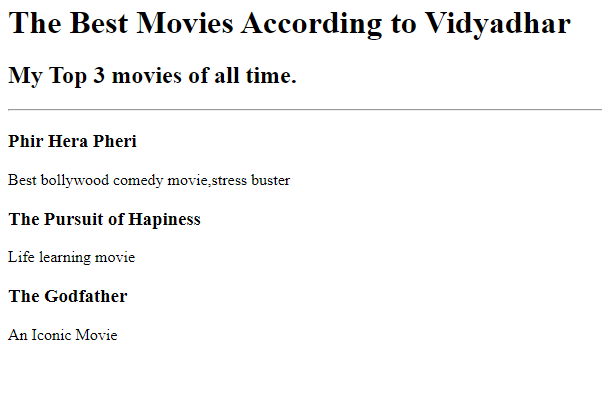 The Best Movies According to Vidyadhar
My Top 3 movies of all time.
Phir Hera Pheri
Best bollywood comedy movie,stress buster
The Pursuit of Hapiness
Life learning movie
The Godfather
An Iconic Movie